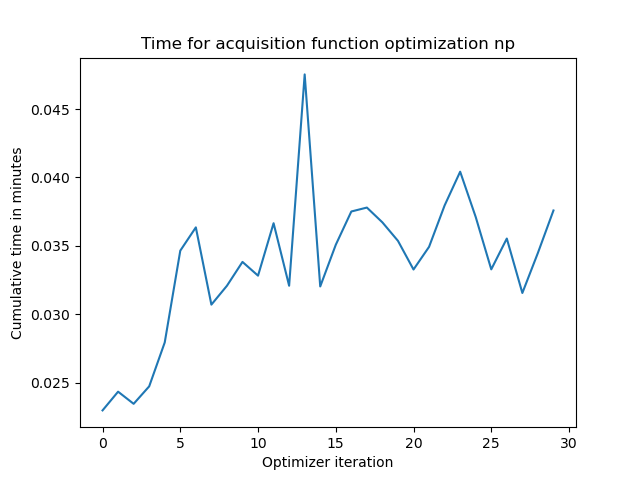 Time for acquisition function optimization np
Cumulative time in minutes
0.045
0.040
0.035
0.030
0.025
0 5 10 15 20 25 30
Optimizer iteration